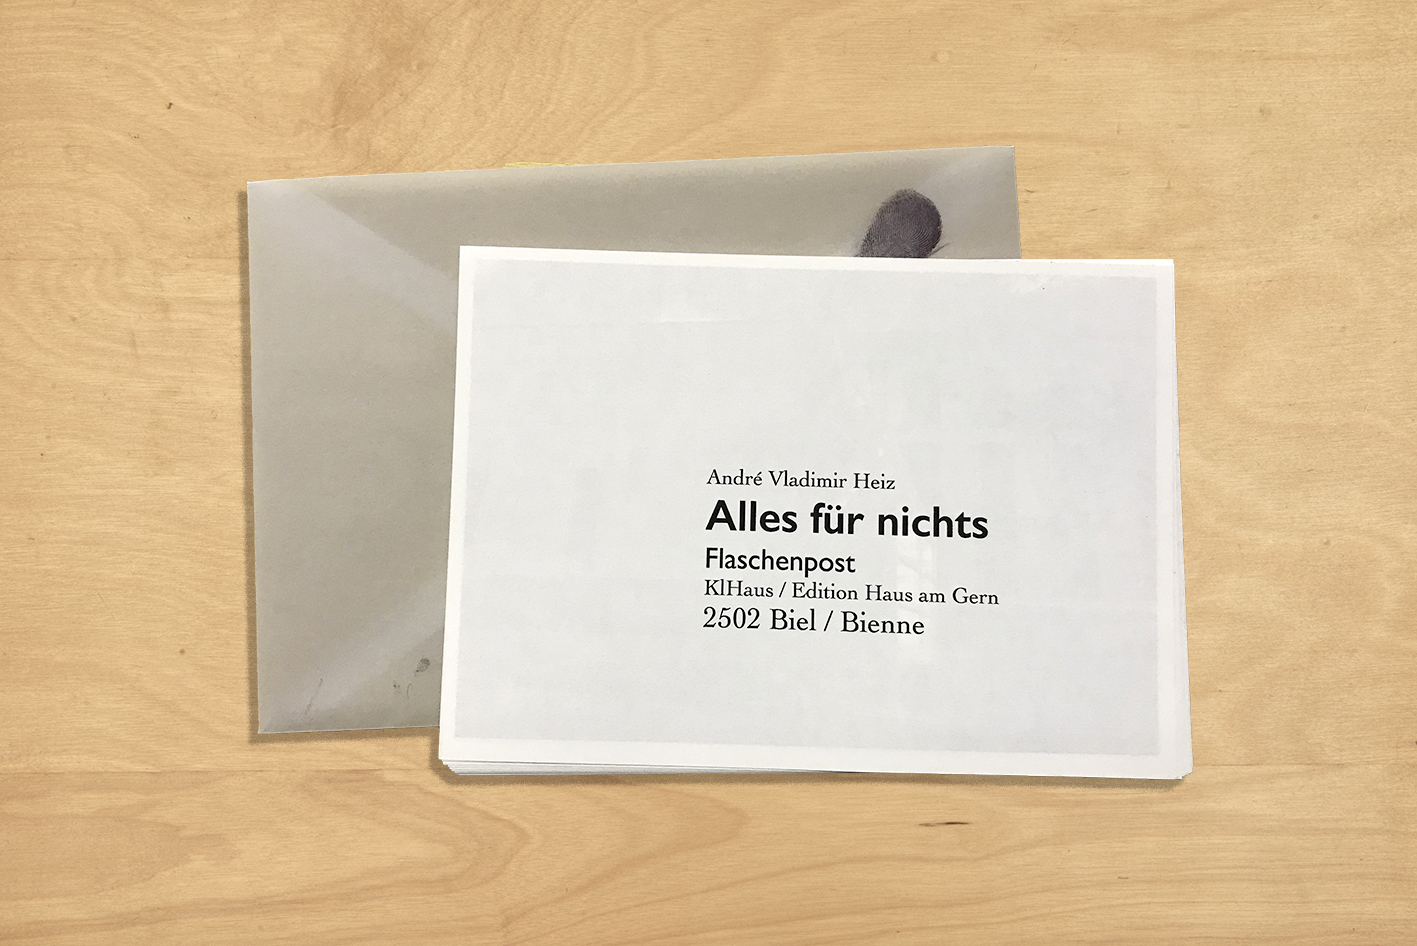 André Vladimir Heiz
Alles für nichts
Flaschenpost
KlHaus / Edition Haus am Gern
2502 Biel / Bienne